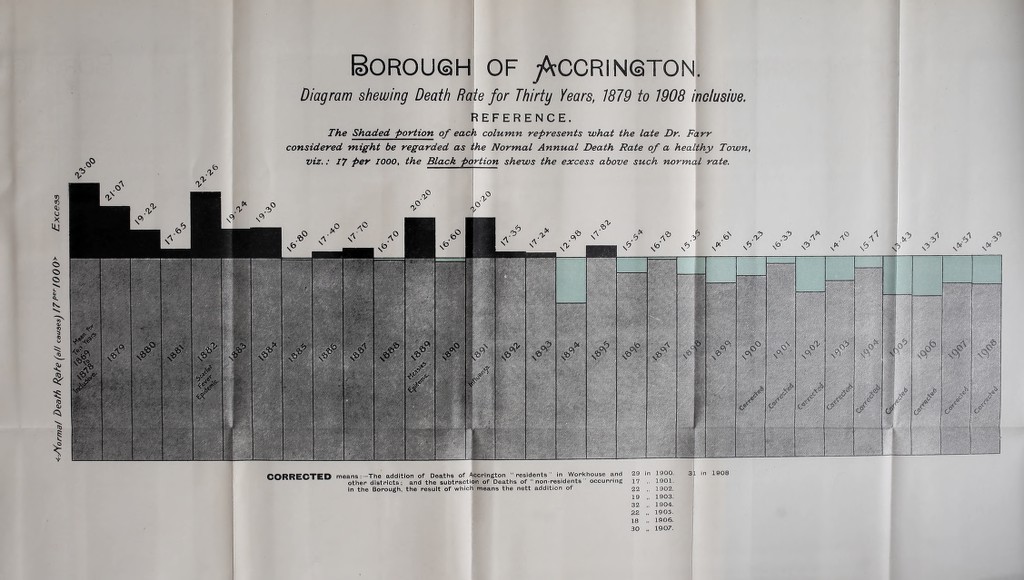 BOROUGH OF ACCRINGTON.
Diagram shewing Death Rate for Thirty Years, 1879 to 1908 inclusive.
REFERENCE.
The Shaded portion of each column represents what the late Dr. Farr
considered might be regarded as the Normal Annual Death Rate of a healthy Town,
viz.: 17 per 1000, the Black portion shews the excess above such normal rate.
Excess
<Normal Death Rate (all causes) 17 per 1000>
23·00
21·07
19·22
17·65
22·26
19·24
19·30
16·80
17·40
17·70
16·70
20·20
16·60
20·20
17·35
17·24
12·98
17·82
15·54
16·78
15·35
14·61
15·23
16·33
13·74
14·70
15·77
13·43
13·37
14·57
14·39
Mean for
Ten Years
1869
to
1878
Inclusive.
1879
1880
1881
1882
Scarlet
Fever
Epidemic.
1883
1884
1885
1886
1887
1888
1889
Measles
Epidemic.
1890
1891
Influenza.
1892
1893
1894
1895
1896
1897
1898
1899
1900
Corrected
1901
Corrected
1902
Corrected
1903
Corrected
1904
Corrected
1905
Corrected
1906
Corrected
1907
Corrected
1908
Corrected
CORRECTED means:—The addition of Deaths of Accrington "residents" in Workhouse and
other districts; and the subtraction of Deaths of "non-residents" occurring
in the Borough, the result of which means the nett addition of
29 in 1900. 31 in 1908
17 „ 1901.
22 „ 1902.
19 „ 1903.
32 „ 1904.
22 „ 1905.
18 „ 1906.
30 „ 1907.